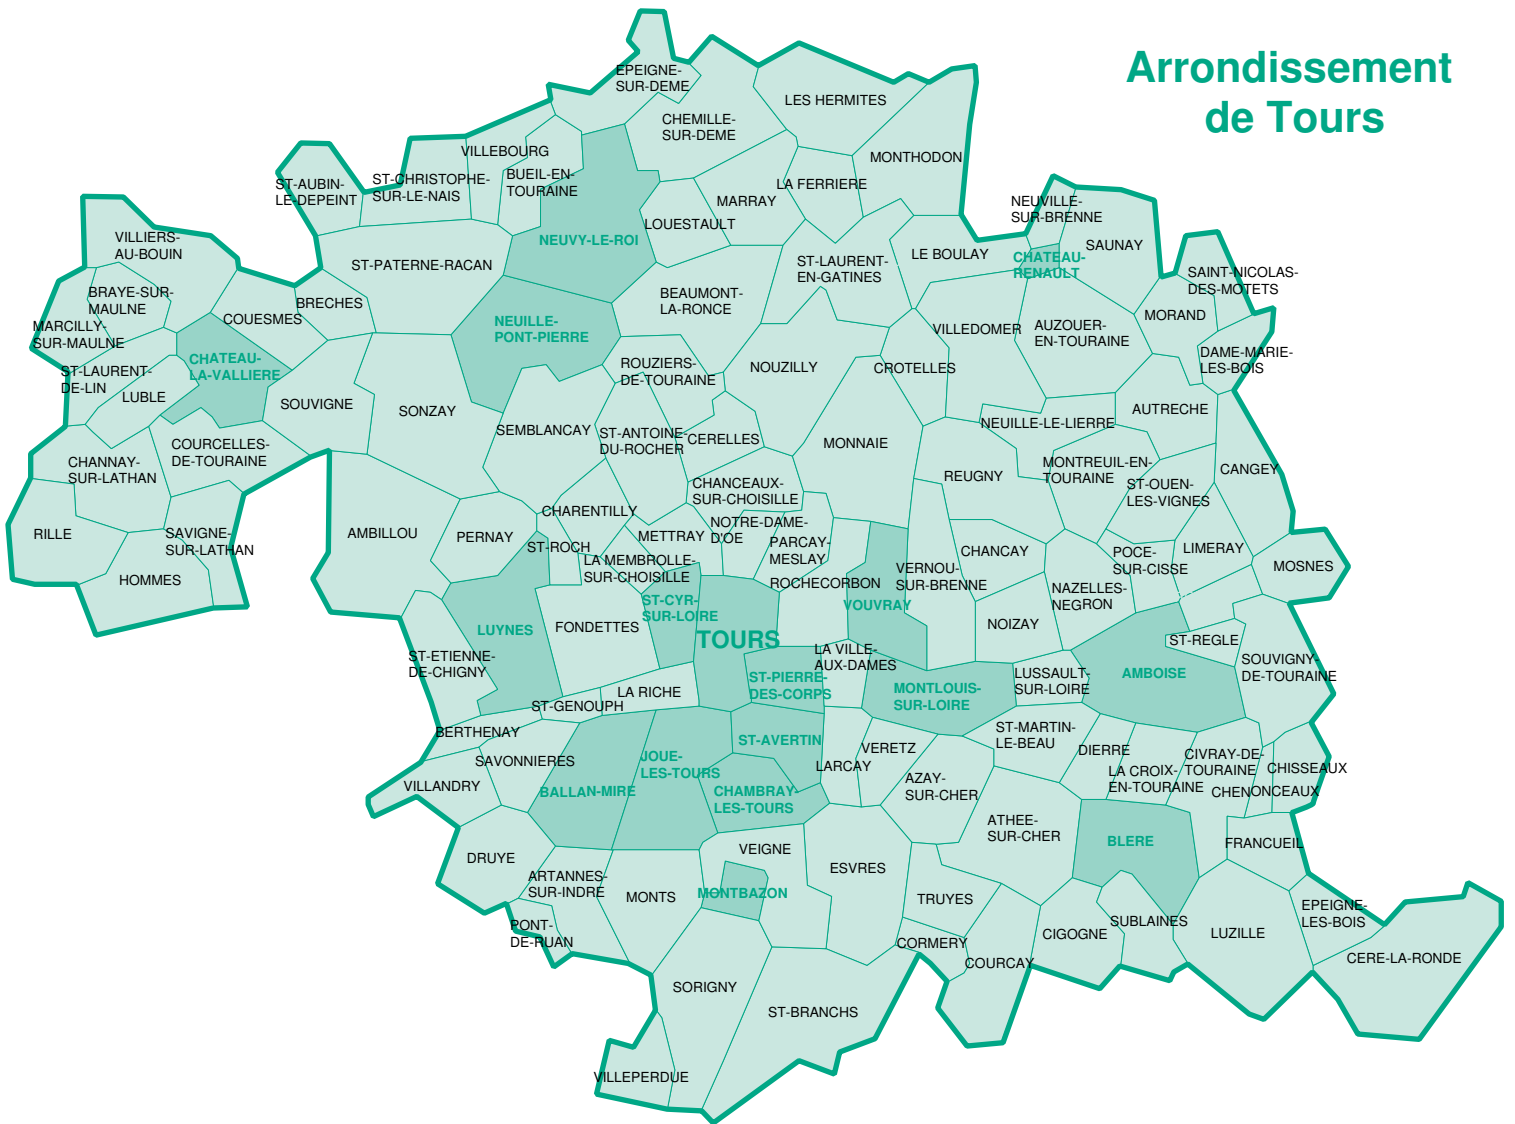 Arrondissement
de Tours
EPEIGNE-
SUR-DEME
LES HERMITES
CHEMILLE-
SUR-DEME
VILLEBOURG
MONTHODON
BUEIL-EN-
TOURAINE
ST-CHRISTOPHE-
SUR-LE-NAIS
ST-AUBIN-
LE-DEPEINT
LA FERRIERE
MARRAY
NEUVILLE-
SUR-BRENNE
LOUESTAULT
NEUVY-LE-ROI
VILLIERS-
AU-BOUIN
SAUNAY
LE BOULAY
CHATEAU-
RENAULT
ST-PATERNE-RACAN
ST-LAURENT-
EN-GATINES
SAINT-NICOLAS-
DES-MOTETS
BRAYE-SUR-
MAULNE
BRECHES
BEAUMONT-
LA-RONCE
COUESMES
MORAND
MARCILLY-
SUR-MAULNE
NEUILLE-
PONT-PIERRE
VILLEDOMER
AUZOUER-
EN-TOURAINE
CHATEAU-
LA-VALLIERE
DAME-MARIE-
LES-BOIS
ST-LAURENT-
DE-LIN
ROUZIERS-
DE-TOURAINE
NOUZILLY
CROTELLES
LUBLE
SOUVIGNE
SONZAY
AUTRECHE
NEUILLE-LE-LIERRE
SEMBLANCAY
ST-ANTOINE-
DU-ROCHER
CERELLES
MONNAIE
COURCELLES-
DE-TOURAINE
CHANNAY-
SUR-LATHAN
MONTREUIL-EN-
TOURAINE
CANGEY
REUGNY
ST-OUEN-
LES-VIGNES
CHANCEAUX-
SUR-CHOISILLE
CHARENTILLY
NOTRE-DAME-
D'OE
RILLE
SAVIGNE-
SUR-LATHAN
AMBILLOU
PERNAY
METTRAY
PARCAY-
MESLAY
ST-ROCH
CHANCAY
POCE-
SUR-CISSE
LIMERAY
LA MEMBROLLE-
SUR-CHOISILLE
MOSNES
HOMMES
ROCHECORBON
VERNOU-
SUR-BRENNE
NAZELLES-
NEGRON
ST-CYR-
SUR-LOIRE
VOUVRAY
LUYNES
FONDETTES
TOURS
NOIZAY
ST-REGLE
ST-ETIENNE-
DE-CHIGNY
LA VILLE-
AUX-DAMES
SOUVIGNY-
DE-TOURAINE
ST-PIERRE-
DES-CORPS
LUSSAULT-
SUR-LOIRE
AMBOISE
MONTLOUIS-
SUR-LOIRE
LA RICHE
ST-GENOUPH
BERTHENAY
ST-MARTIN-
LE-BEAU
ST-AVERTIN
VERETZ
DIERRE
CIVRAY-DE-
TOURAINE
SAVONNIERES
JOUE-
LES-TOURS
LARCAY
CHISSEAUX
LA CROIX-
EN-TOURAINE
VILLANDRY
BALLAN-MIRE
CHAMBRAY-
LES-TOURS
AZAY-
SUR-CHER
CHENONCEAUX
ATHEE-
SUR-CHER
BLERE
FRANCUEIL
DRUYE
VEIGNE
ESVRES
ARTANNES-
SUR-INDRE
MONTS
MONTBAZON
TRUYES
EPEIGNE-
LES-BOIS
PONT-
DE-RUAN
SUBLAINES
CIGOGNE
LUZILLE
CORMERY
COURCAY
CERE-LA-RONDE
SORIGNY
ST-BRANCHS
VILLEPERDUE